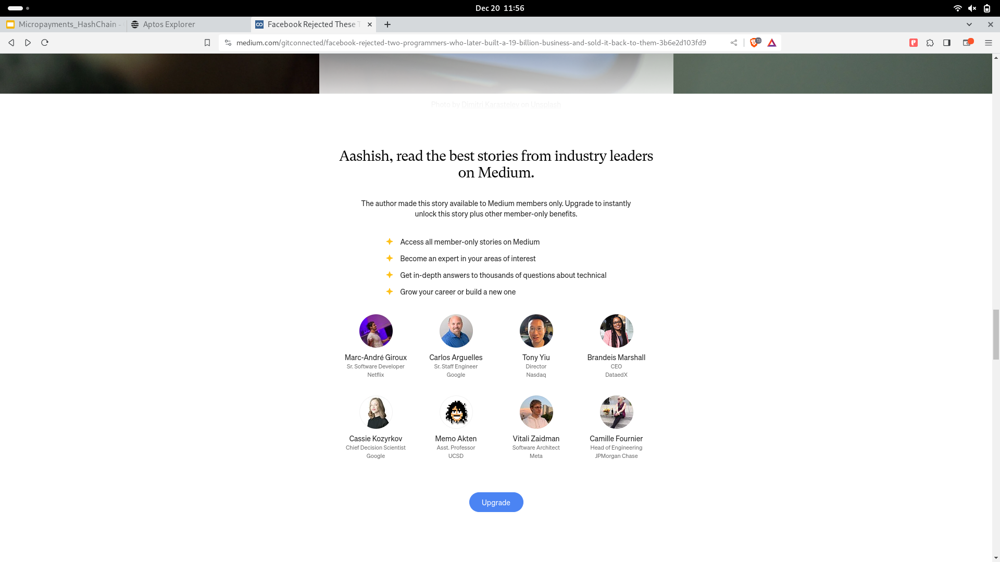 Dec 20 11:56
Micropayments_HashChain -
Aptos Explorer
Facebook Rejected These T
medium.com/gitconnected/facebook-rejected-two-programmers-who-later-built-a-19-billion-business-and-sold-it-back-to-them-3b6e2d103fd9
13
Photo by Dimitri Karastelev on Unsplash
Aashish, read the best stories from industry leaders
on Medium.
The author made this story available to Medium members only. Upgrade to instantly
unlock this story plus other member-only benefits.
Access all member-only stories on Medium
Become an expert in your areas of interest
Get in-depth answers to thousands of questions about technical
Grow your career or build a new one
Marc-André Giroux
Sr. Software Developer
Netflix
Carlos Arguelles
Sr. Staff Engineer
Google
Tony Yiu
Director
Nasdaq
Brandeis Marshall
CEO
DataedX
Cassie Kozyrkov
Chief Decision Scientist
Google
Memo Akten
Asst. Professor
UCSD
Vitali Zaidman
Software Architect
Meta
Camille Fournier
Head of Engineering
JPMorgan Chase
Upgrade